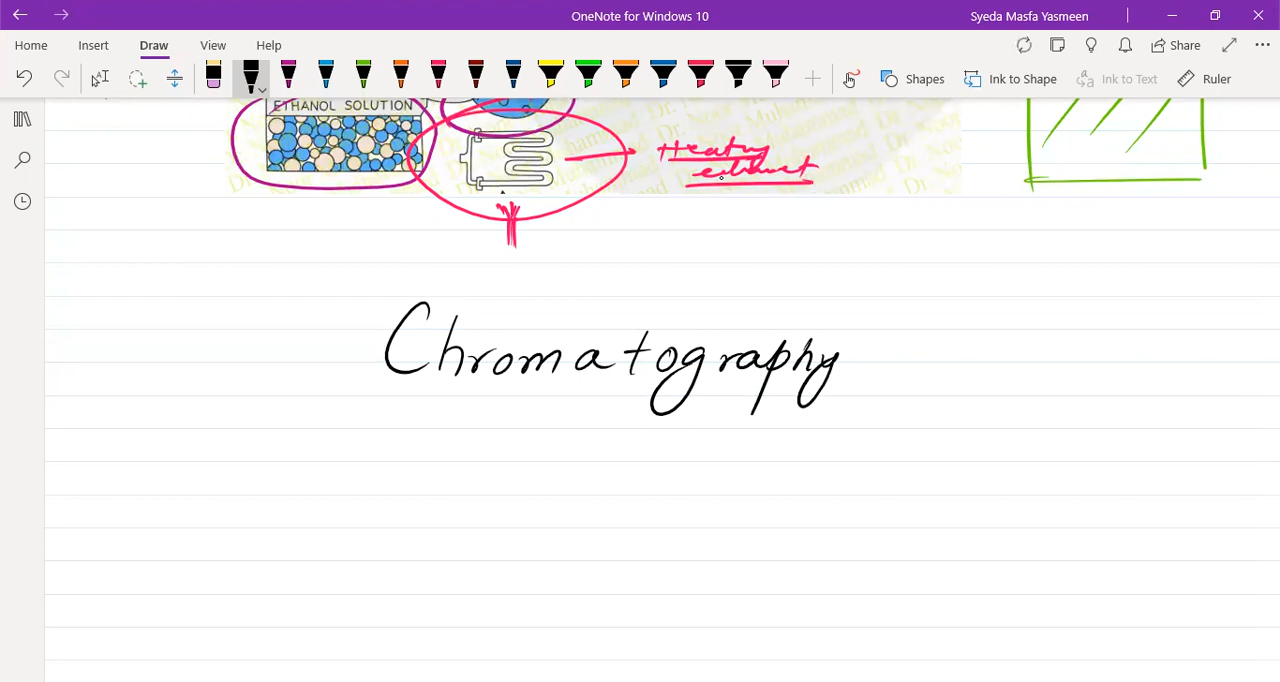 OneNote for Windows 10
Syeda Masfa Yasmeen
Home
Insert
Draw
View
Help
Share
Shapes
Ink to Shape
Ink to Text
Ruler
ETHANOL SOLUTION
Heating
Chromatography